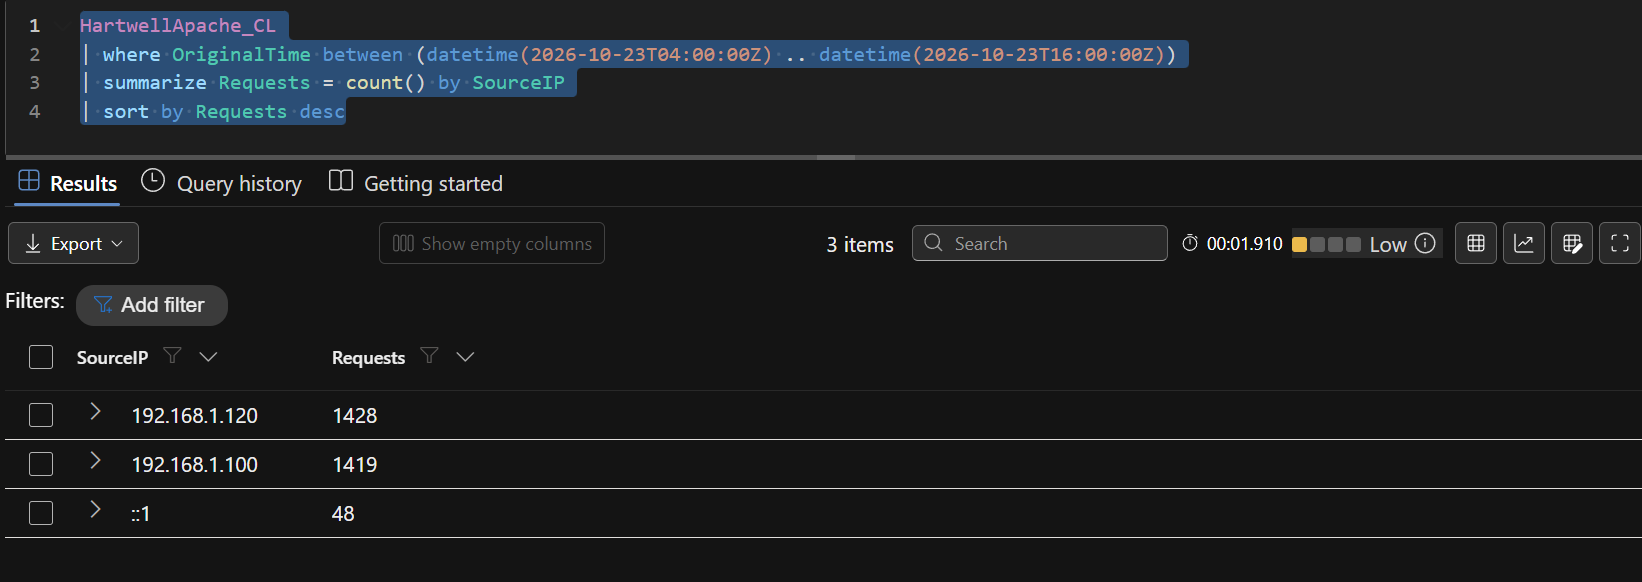 1 HartwellApache_CL
2 | where OriginalTime between (datetime(2026-10-23T04:00:00Z) .. datetime(2026-10-23T16:00:00Z))
3 | summarize Requests = count() by SourceIP
4 | sort by Requests desc
Results Query history Getting started
Export Show empty columns 3 items Search 00:01.910 Low
Filters: Add filter
SourceIP Requests
192.168.1.120 1428
192.168.1.100 1419
::1 48